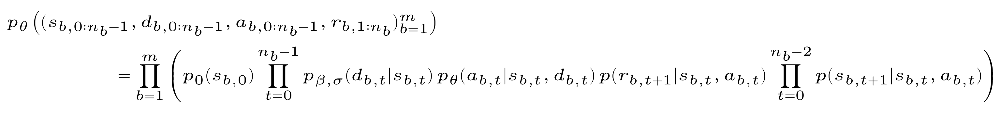 p_θ ((s_{b,0:n_b−1}, d_{b,0:n_b−1}, a_{b,0:n_b−1}, r_{b,1:n_b})_{b=1}^{m})
= ∏_{b=1}^{m} (p_0(s_{b,0}) ∏_{t=0}^{n_b−1} p_{β,σ}(d_{b,t}|s_{b,t}) p_θ(a_{b,t}|s_{b,t}, d_{b,t}) p(r_{b,t+1}|s_{b,t}, a_{b,t}) ∏_{t=0}^{n_b−2} p(s_{b,t+1}|s_{b,t}, a_{b,t}))